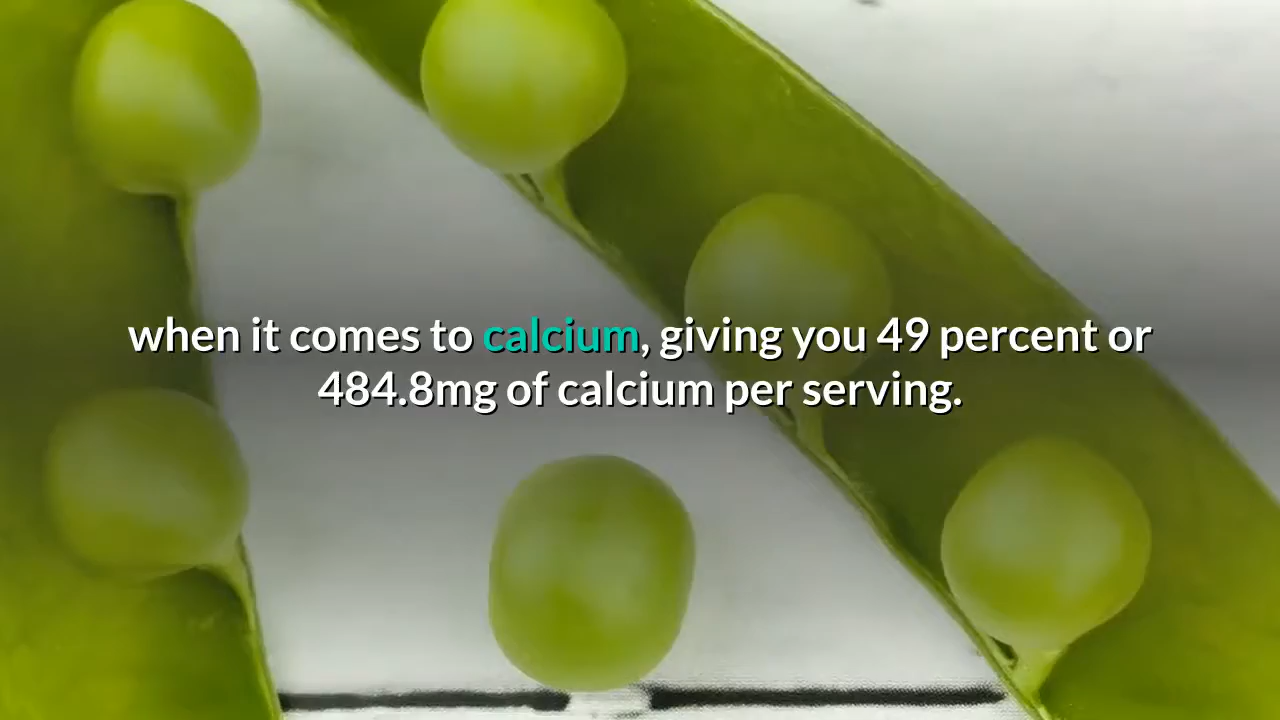 when it comes to calcium, giving you 49 percent or
484.8mg of calcium per serving.